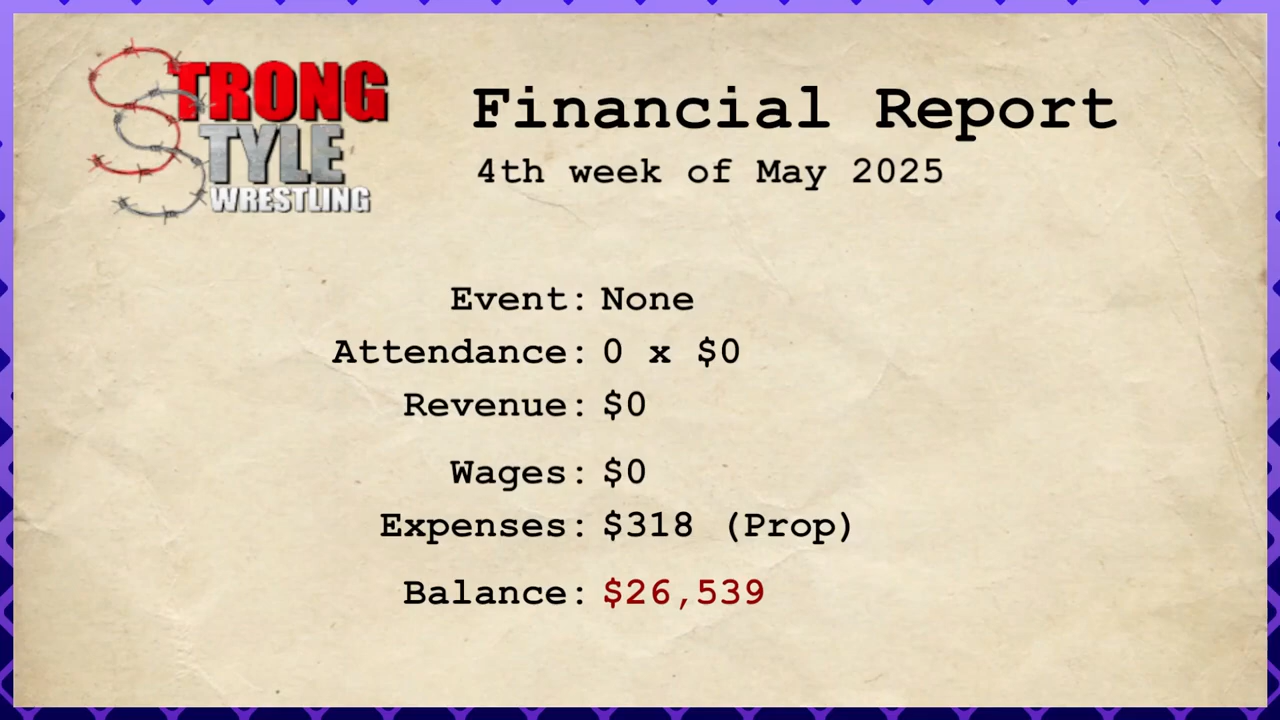 STRONG
STYLE
WRESTLING
Financial Report
4th week of May 2025
Event: None
Attendance: 0 x $0
Revenue: $0
Wages: $0
Expenses: $318 (Prop)
Balance: $26,539